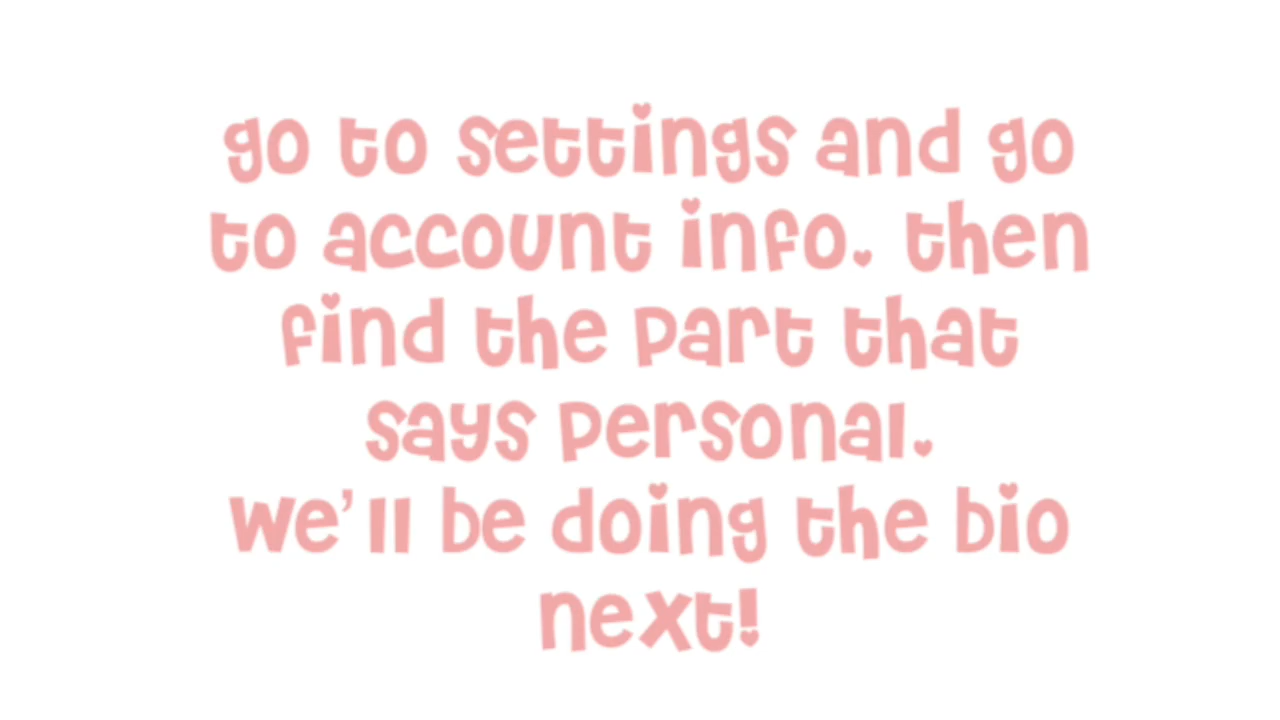 go to settings and go
to account info. then
find the part that
says personal.
we'll be doing the bio
next!